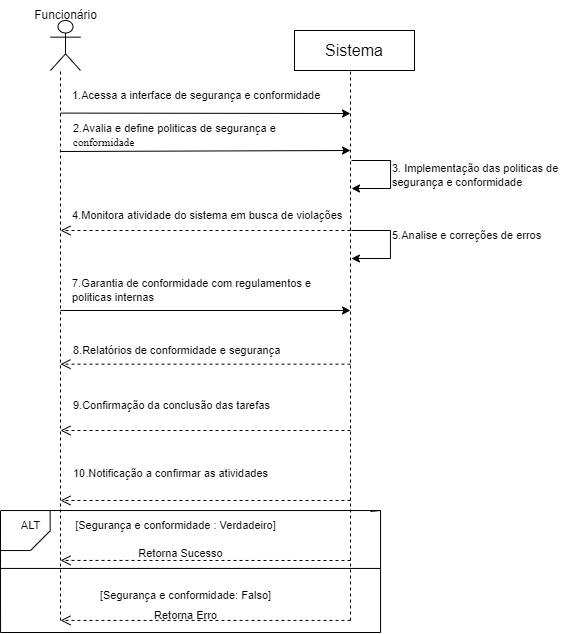 Funcionário
Sistema
1.Acessa a interface de segurança e conformidade
2.Avalia e define politicas de segurança e
conformidade
3. Implementação das politicas de
segurança e conformidade
4.Monitora atividade do sistema em busca de violações
5.Analise e correções de erros
7.Garantia de conformidade com regulamentos e
politicas internas
8.Relatórios de conformidade e segurança
9.Confirmação da conclusão das tarefas
10.Notificação a confirmar as atividades
ALT
[Segurança e conformidade : Verdadeiro]
Retorna Sucesso
[Segurança e conformidade: Falso]
Retorna Erro